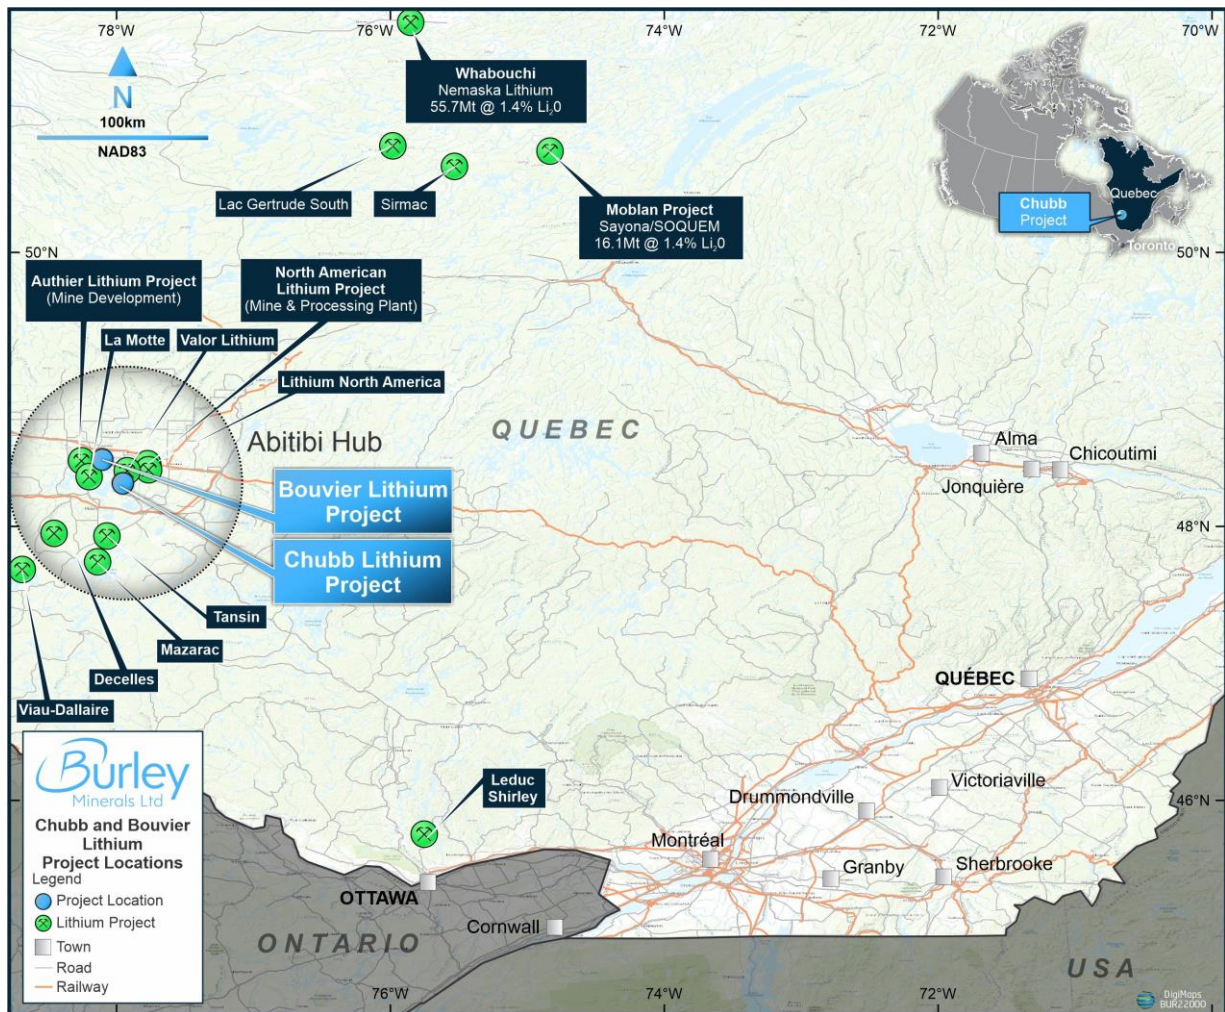 78°W
76°W
74°W
72°W
70°W
N
100km
NAD83
Whabouchi
Nemaska Lithium
55.7Mt @ 1.4% Li₂0
Lac Gertrude South
Sirmac
Moblan Project
Sayona/SOQUEM
16.1Mt @ 1.4% Li₂0
Quebec
Chubb
Project
Toronto
50°N
50°N
Authier Lithium Project
(Mine Development)
North American
Lithium Project
(Mine & Processing Plant)
La Motte
Valor Lithium
Lithium North America
Abitibi Hub
QUEBEC
Bouvier Lithium
Project
Chubb Lithium
Project
Alma
Chicoutimi
Jonquière
48°N
Tansin
Mazarac
Decelles
Viau-Dallaire
QUÉBEC
Burley
Minerals Ltd
Chubb and Bouvier
Lithium
Project Locations
Legend
Project Location
Lithium Project
Town
Road
Railway
Leduc
Shirley
Victoriaville
Drummondville
46°N
Montréal
Granby
Sherbrooke
OTTAWA
Cornwall
ONTARIO
USA
76°W
74°W
72°W
DigiMaps
BUR22000